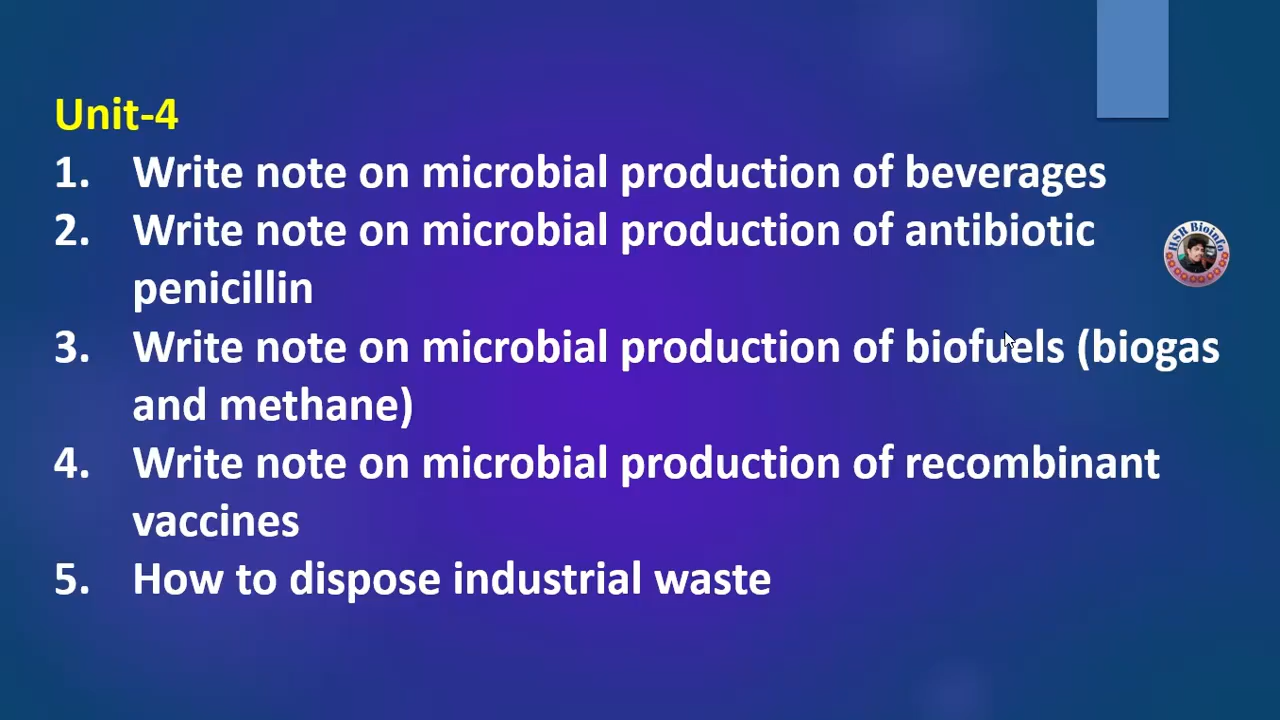 Unit-4
1. Write note on microbial production of beverages
2. Write note on microbial production of antibiotic
penicillin
3. Write note on microbial production of biofuels (biogas
and methane)
4. Write note on microbial production of recombinant
vaccines
5. How to dispose industrial waste
HSR Bioinfo